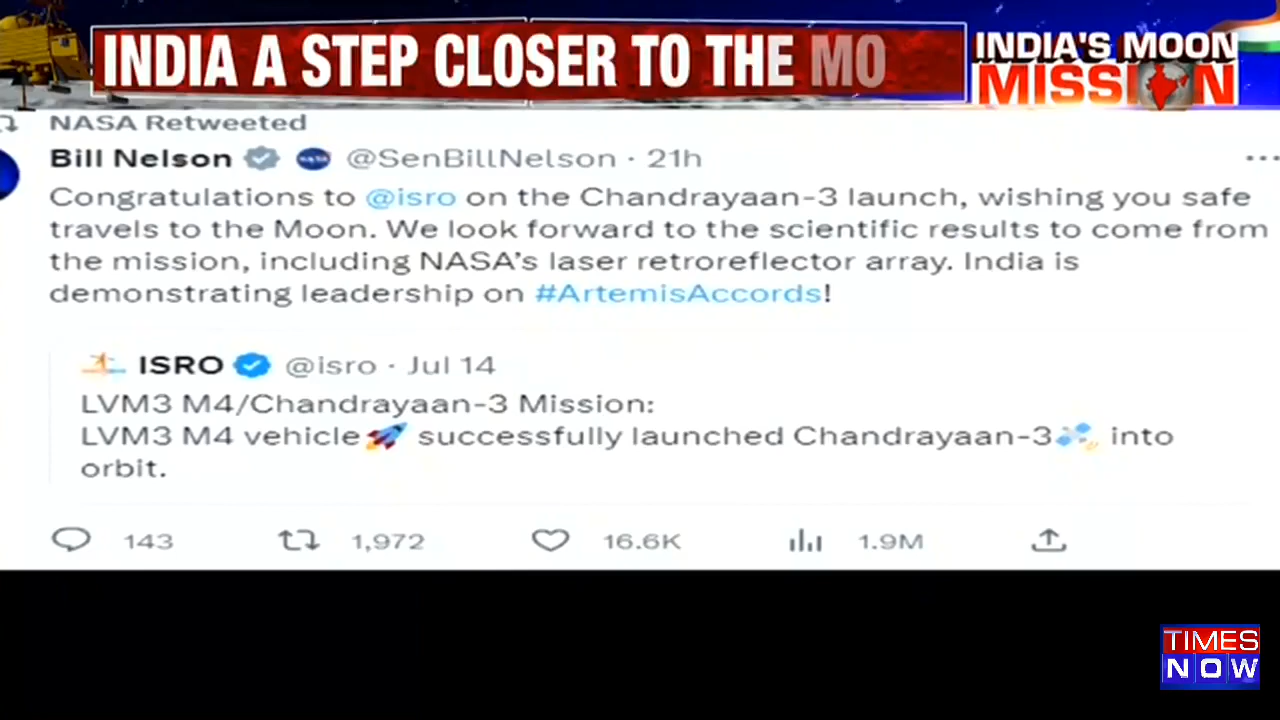 INDIA A STEP CLOSER TO THE MO
INDIA'S MOON
MISSION
NASA Retweeted
Bill Nelson @SenBillNelson · 21h
Congratulations to @isro on the Chandrayaan-3 launch, wishing you safe
travels to the Moon. We look forward to the scientific results to come from
the mission, including NASA's laser retroreflector array. India is
demonstrating leadership on #ArtemisAccords!
ISRO @isro · Jul 14
LVM3 M4/Chandrayaan-3 Mission:
LVM3 M4 vehicle🚀 successfully launched Chandrayaan-3🛰️ into
orbit.
143 1,972 16.6K 1.9M
TIMES
NOW